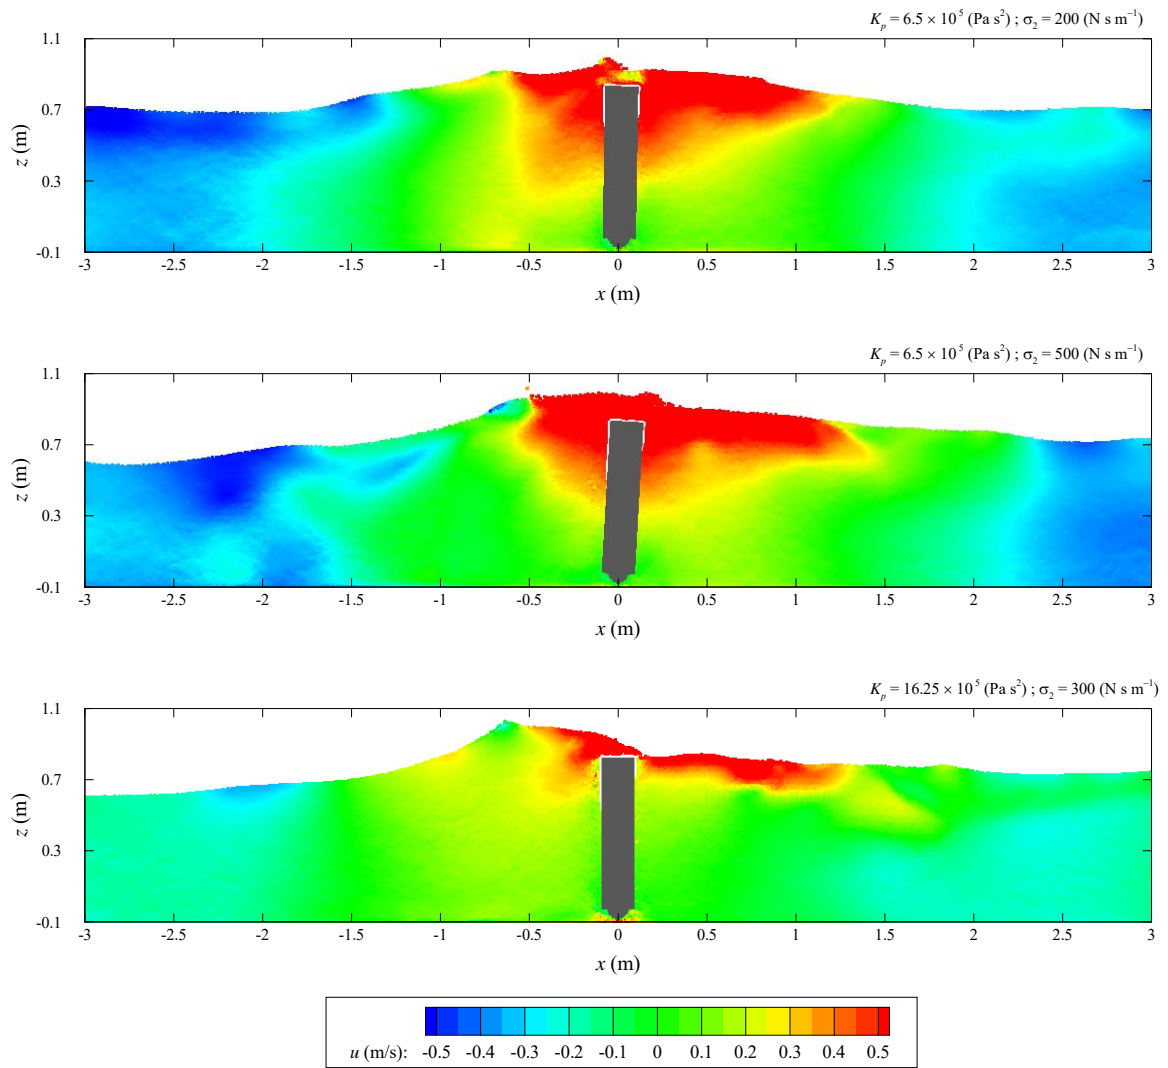 K_p = 6.5 × 10^5 (Pa s^2) ; σ_2 = 200 (N s m^−1)
1.1
0.7
0.3
-0.1
z (m)
-3 -2.5 -2 -1.5 -1 -0.5 0 0.5 1 1.5 2 2.5 3
x (m)
K_p = 6.5 × 10^5 (Pa s^2) ; σ_2 = 500 (N s m^−1)
1.1
0.7
0.3
-0.1
z (m)
-3 -2.5 -2 -1.5 -1 -0.5 0 0.5 1 1.5 2 2.5 3
x (m)
K_p = 16.25 × 10^5 (Pa s^2) ; σ_2 = 300 (N s m^−1)
1.1
0.7
0.3
-0.1
z (m)
-3 -2.5 -2 -1.5 -1 -0.5 0 0.5 1 1.5 2 2.5 3
x (m)
u (m/s): -0.5 -0.4 -0.3 -0.2 -0.1 0 0.1 0.2 0.3 0.4 0.5